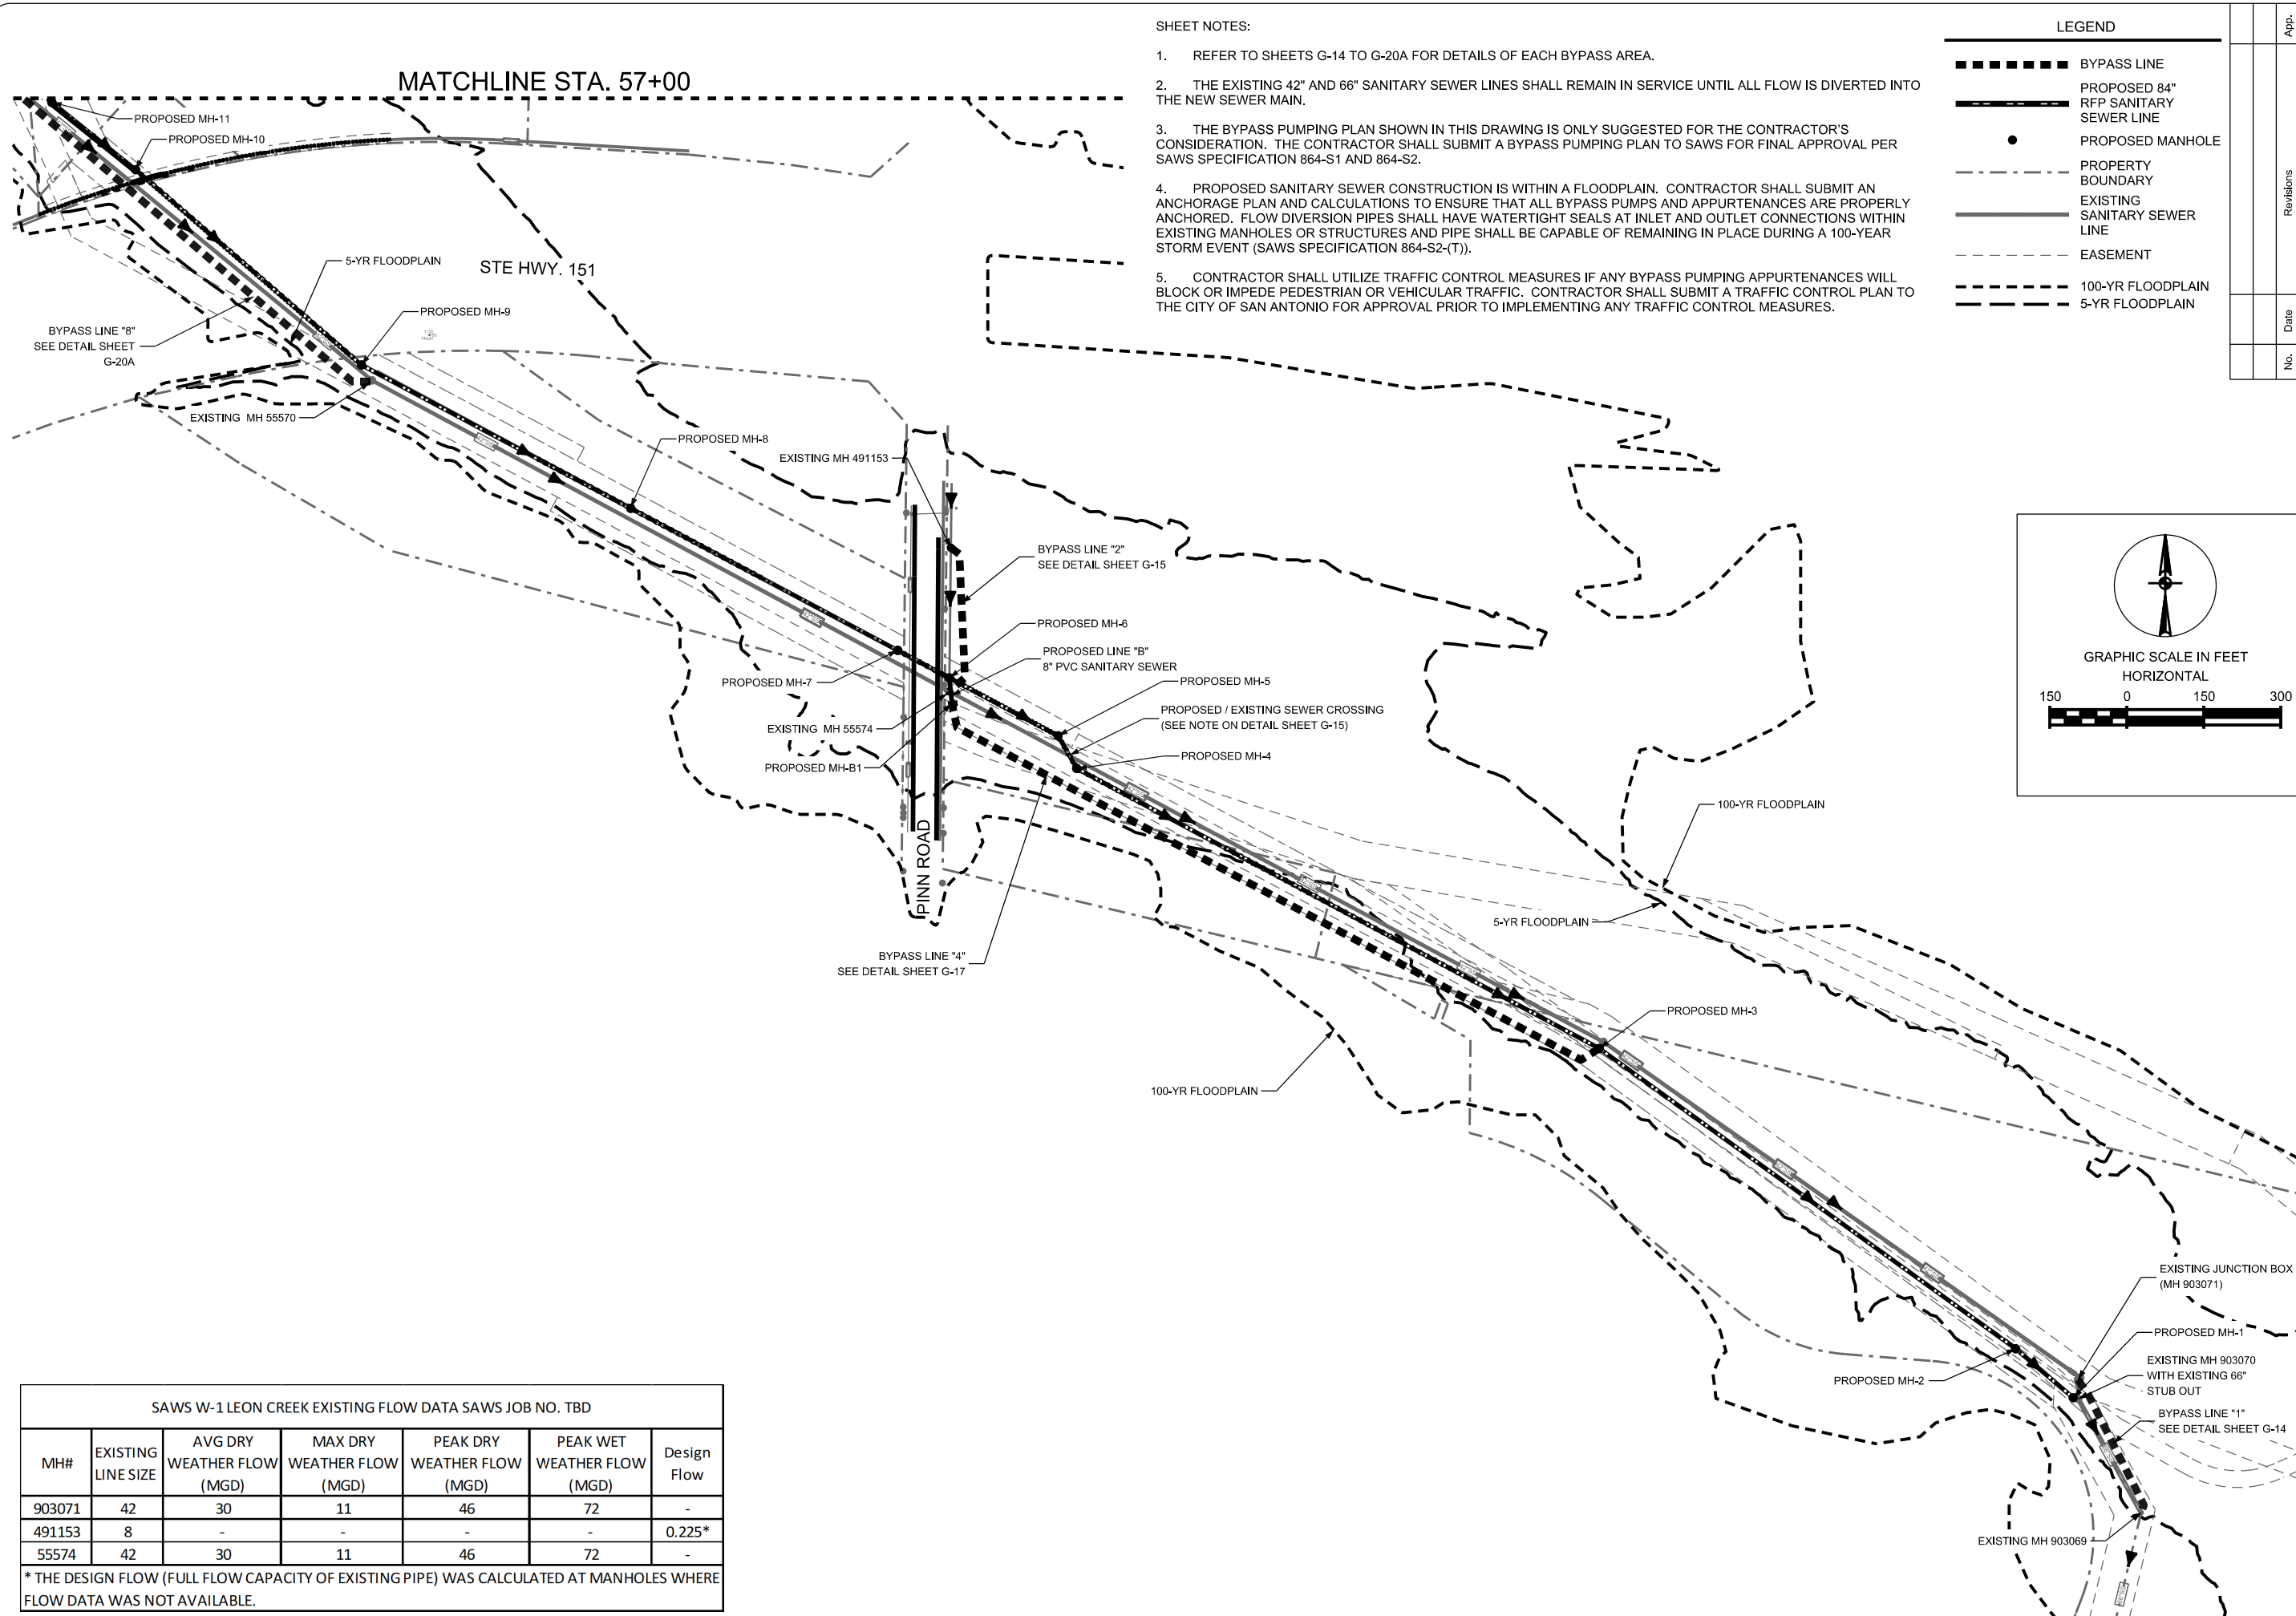 SHEET NOTES:
1. REFER TO SHEETS G-14 TO G-20A FOR DETAILS OF EACH BYPASS AREA.
2. THE EXISTING 42" AND 66" SANITARY SEWER LINES SHALL REMAIN IN SERVICE UNTIL ALL FLOW IS DIVERTED INTO
THE NEW SEWER MAIN.
3. THE BYPASS PUMPING PLAN SHOWN IN THIS DRAWING IS ONLY SUGGESTED FOR THE CONTRACTOR'S
CONSIDERATION. THE CONTRACTOR SHALL SUBMIT A BYPASS PUMPING PLAN TO SAWS FOR FINAL APPROVAL PER
SAWS SPECIFICATION 864-S1 AND 864-S2.
4. PROPOSED SANITARY SEWER CONSTRUCTION IS WITHIN A FLOODPLAIN. CONTRACTOR SHALL SUBMIT AN
ANCHORAGE PLAN AND CALCULATIONS TO ENSURE THAT ALL BYPASS PUMPS AND APPURTENANCES ARE PROPERLY
ANCHORED. FLOW DIVERSION PIPES SHALL HAVE WATERTIGHT SEALS AT INLET AND OUTLET CONNECTIONS WITHIN
EXISTING MANHOLES OR STRUCTURES AND PIPE SHALL BE CAPABLE OF REMAINING IN PLACE DURING A 100-YEAR
STORM EVENT (SAWS SPECIFICATION 864-S2-(T)).
5. CONTRACTOR SHALL UTILIZE TRAFFIC CONTROL MEASURES IF ANY BYPASS PUMPING APPURTENANCES WILL
BLOCK OR IMPEDE PEDESTRIAN OR VEHICULAR TRAFFIC. CONTRACTOR SHALL SUBMIT A TRAFFIC CONTROL PLAN TO
THE CITY OF SAN ANTONIO FOR APPROVAL PRIOR TO IMPLEMENTING ANY TRAFFIC CONTROL MEASURES.
LEGEND
BYPASS LINE
PROPOSED 84"
RFP SANITARY
SEWER LINE
PROPOSED MANHOLE
PROPERTY
BOUNDARY
EXISTING
SANITARY SEWER
LINE
EASEMENT
100-YR FLOODPLAIN
5-YR FLOODPLAIN
App.
Revisions
Date
No.
MATCHLINE STA. 57+00
PROPOSED MH-11
PROPOSED MH-10
5-YR FLOODPLAIN
STE HWY. 151
PROPOSED MH-9
BYPASS LINE "8"
SEE DETAIL SHEET
G-20A
EXISTING MH 55570
PROPOSED MH-8
EXISTING MH 491153
BYPASS LINE "2"
SEE DETAIL SHEET G-15
PROPOSED MH-6
PROPOSED LINE "B"
8" PVC SANITARY SEWER
PROPOSED MH-7
PROPOSED MH-5
PROPOSED / EXISTING SEWER CROSSING
(SEE NOTE ON DETAIL SHEET G-15)
EXISTING MH 55574
PROPOSED MH-4
PROPOSED MH-B1
PINN ROAD
GRAPHIC SCALE IN FEET
HORIZONTAL
150 0 150 300
100-YR FLOODPLAIN
5-YR FLOODPLAIN
BYPASS LINE "4"
SEE DETAIL SHEET G-17
PROPOSED MH-3
100-YR FLOODPLAIN
EXISTING JUNCTION BOX
(MH 903071)
PROPOSED MH-1
EXISTING MH 903070
WITH EXISTING 66"
STUB OUT
PROPOSED MH-2
BYPASS LINE "1"
SEE DETAIL SHEET G-14
EXISTING MH 903069
SAWS W-1 LEON CREEK EXISTING FLOW DATA SAWS JOB NO. TBD
MH# EXISTING LINE SIZE AVG DRY WEATHER FLOW (MGD) MAX DRY WEATHER FLOW (MGD) PEAK DRY WEATHER FLOW (MGD) PEAK WET WEATHER FLOW (MGD) Design Flow
903071 42 30 11 46 72 -
491153 8 - - - - 0.225*
55574 42 30 11 46 72 -
* THE DESIGN FLOW (FULL FLOW CAPACITY OF EXISTING PIPE) WAS CALCULATED AT MANHOLES WHERE
FLOW DATA WAS NOT AVAILABLE.